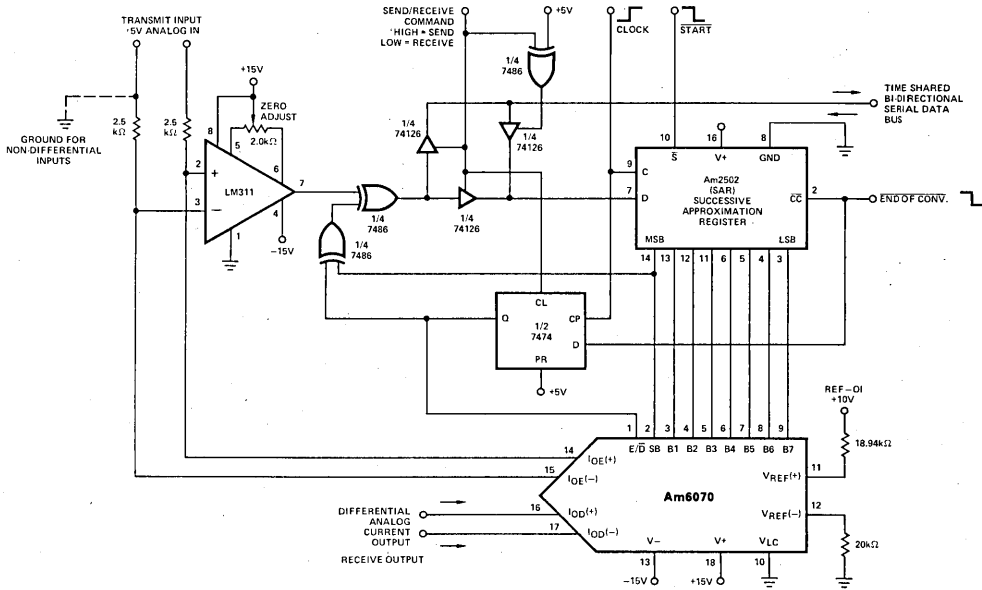 TRANSMIT INPUT
±5V ANALOG IN
SEND/RECEIVE
COMMAND
HIGH = SEND
LOW = RECEIVE
+5V
CLOCK
START
1/4
7486
+15V
ZERO
ADJUST
2.0kΩ
2.5
kΩ
2.5
kΩ
GROUND FOR
NON-DIFFERENTIAL
INPUTS
8
5
6
2
+
3
−
LM311
7
4
1
−15V
1/4
74126
1/4
74126
TIME SHARED
BI-DIRECTIONAL
SERIAL DATA
BUS
1/4
7486
1/4
7486
1/4
74126
10
16
8
S
V+
GND
9
C
7
D
Am2502
(SAR)
SUCCESSIVE
APPROXIMATION
REGISTER
CC
2
END OF CONV.
MSB
LSB
14
13
12
11
6
5
4
3
CL
Q
1/2
7474
CP
D
PR
+5V
REF-01
+10V
18.94kΩ
1
2
3
4
5
6
7
8
9
E/D
SB
B1
B2
B3
B4
B5
B6
B7
14
IOE(+)
15
IOE(−)
16
IOD(+)
17
IOD(−)
Am6070
VREF(+)
11
VREF(−)
12
20kΩ
DIFFERENTIAL
ANALOG
CURRENT
OUTPUT
RECEIVE OUTPUT
V−
V+
VLC
13
18
10
−15V
+15V